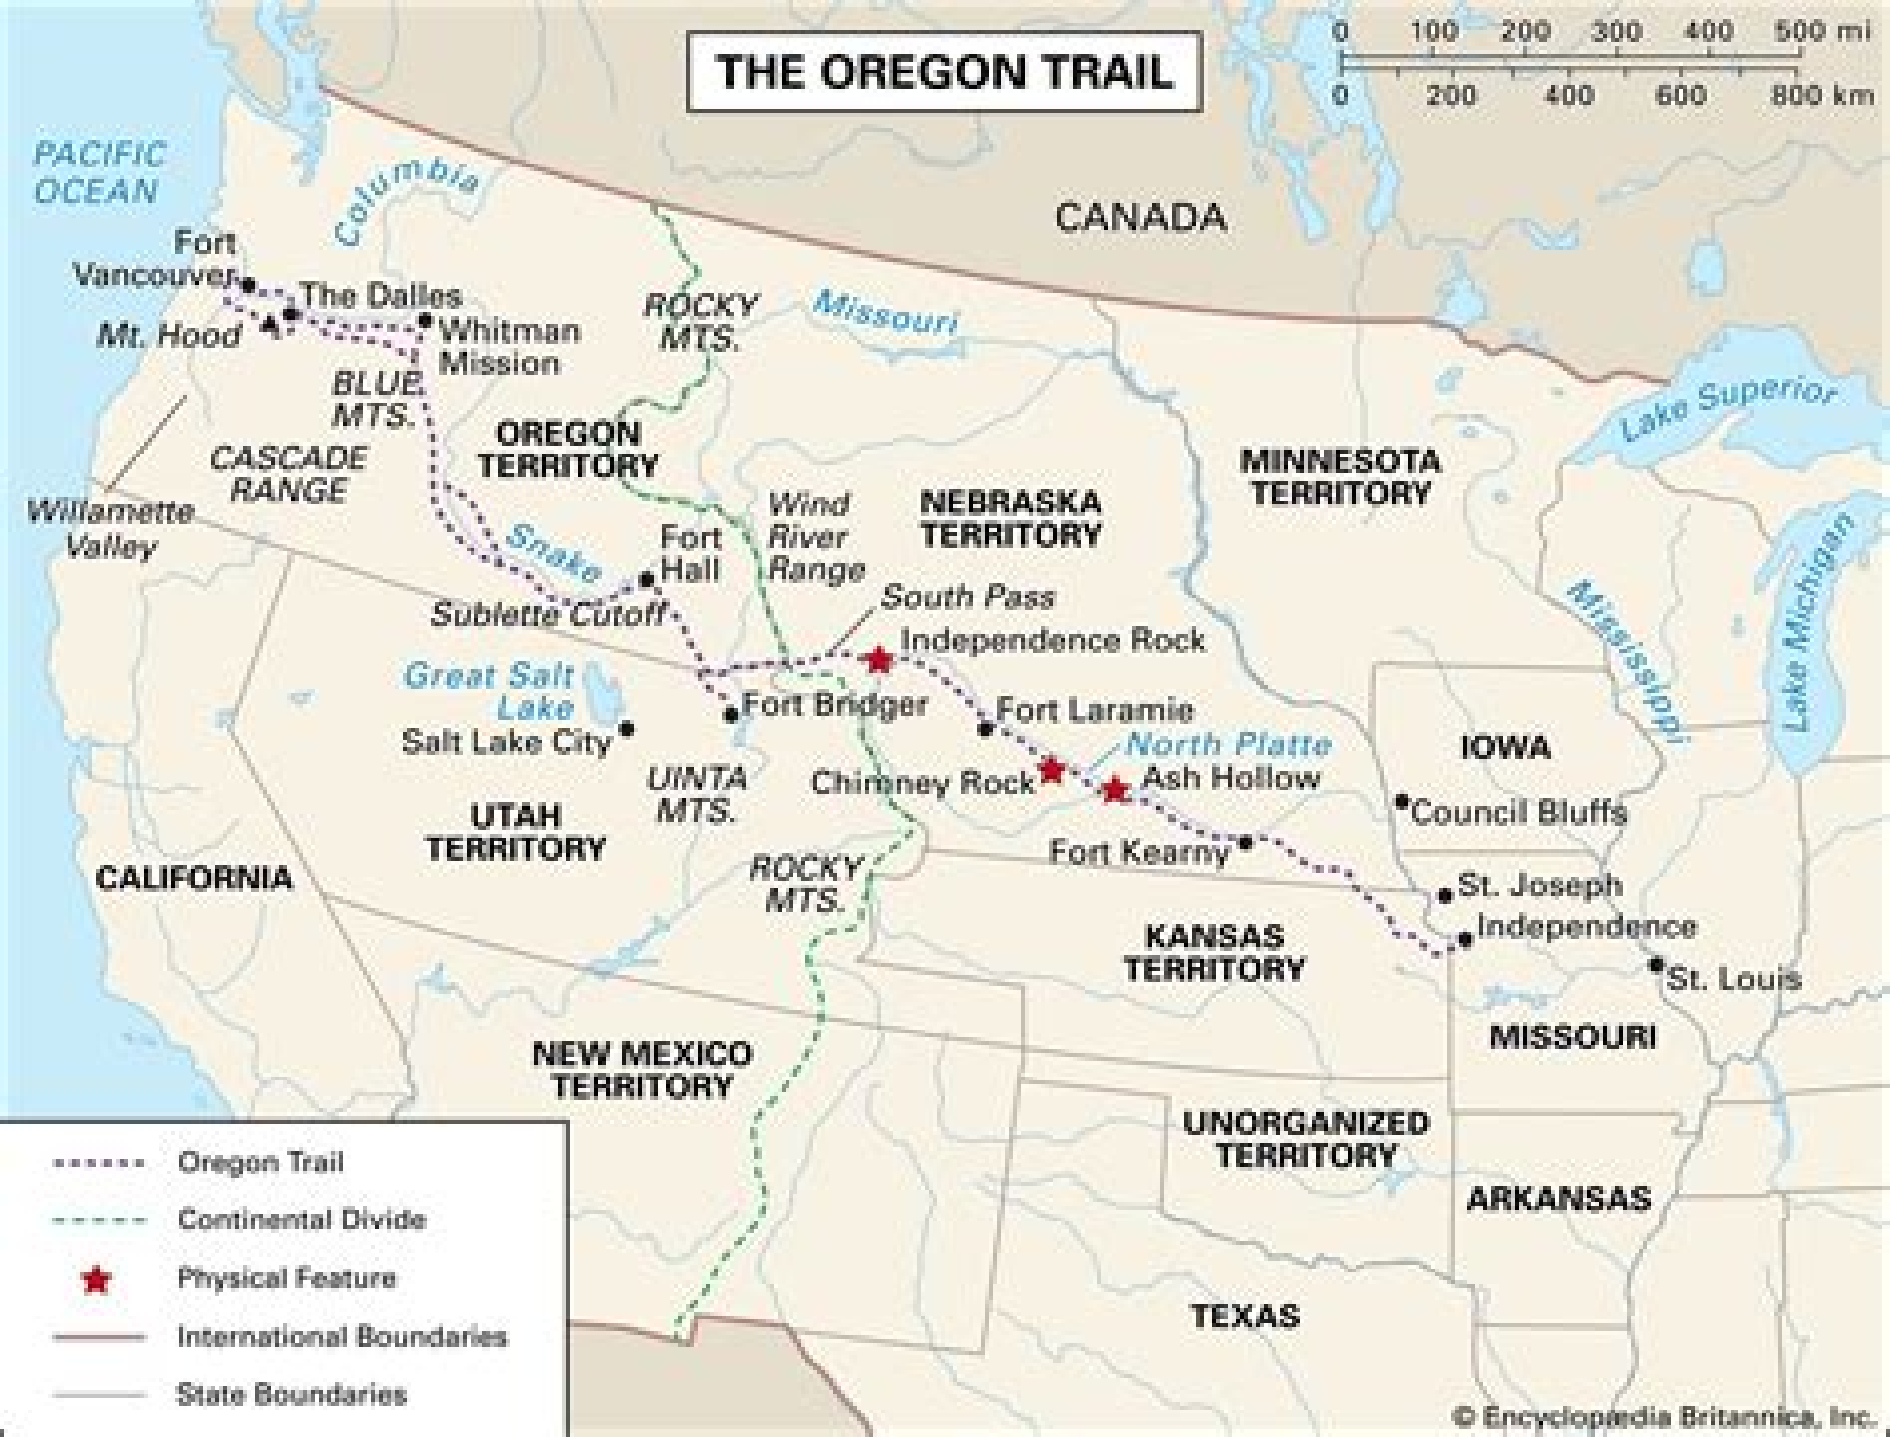 THE OREGON TRAIL
0 100 200 300 400 500 mi
0 200 400 600 800 km
PACIFIC
OCEAN
Columbia
CANADA
Fort
Vancouver
The Dalles
Mt. Hood
Whitman
Mission
ROCKY
MTS.
Missouri
BLUE
MTS.
Lake Superior
OREGON
TERRITORY
CASCADE
RANGE
MINNESOTA
TERRITORY
Willamette
Valley
Wind
River
Range
NEBRASKA
TERRITORY
Snake
Fort
Hall
Lake Michigan
Mississippi
Sublette Cutoff
South Pass
Independence Rock
Great Salt
Lake
Fort Bridger
Fort Laramie
Salt Lake City
North Platte
IOWA
UINTA
MTS.
Chimney Rock
Ash Hollow
UTAH
TERRITORY
Council Bluffs
Fort Kearny
CALIFORNIA
ROCKY
MTS.
St. Joseph
Independence
KANSAS
TERRITORY
St. Louis
MISSOURI
NEW MEXICO
TERRITORY
UNORGANIZED
TERRITORY
ARKANSAS
TEXAS
Oregon Trail
Continental Divide
Physical Feature
International Boundaries
State Boundaries
© Encyclopædia Britannica, Inc.